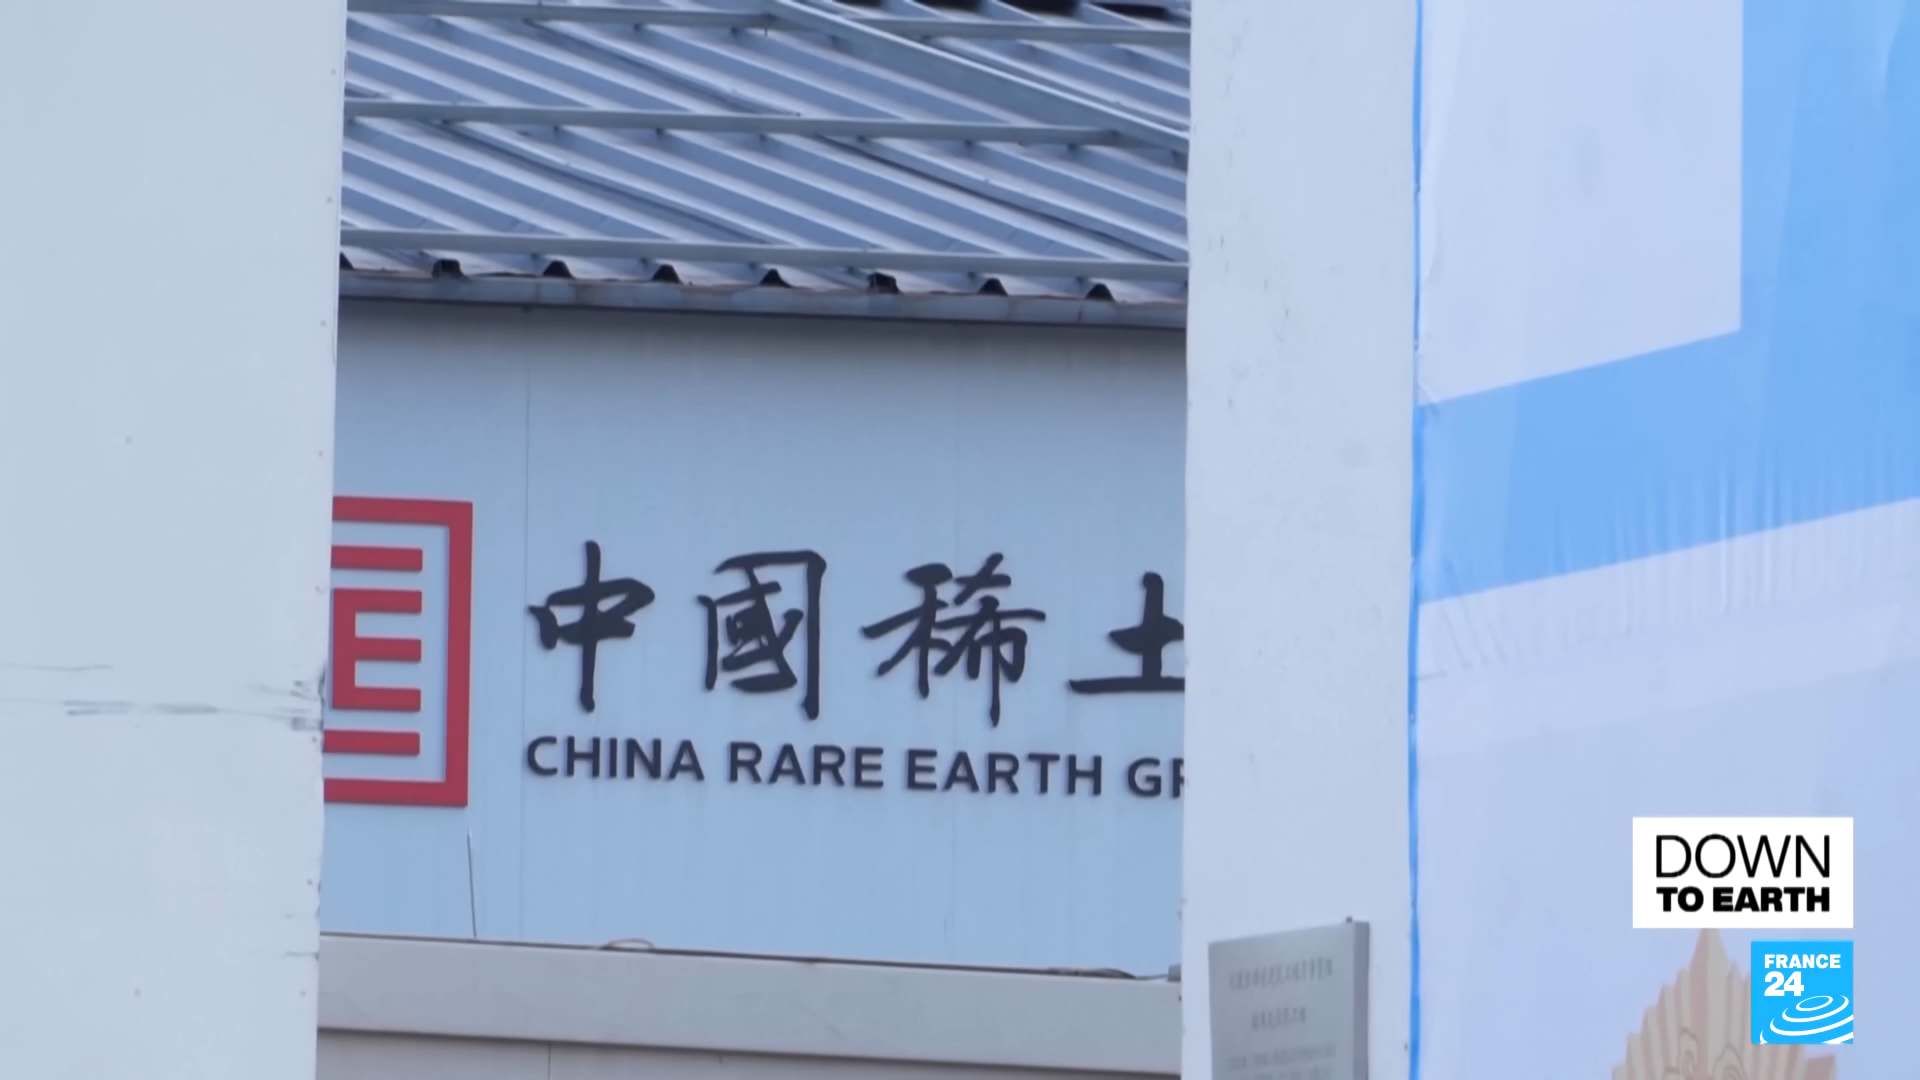 中國稀土
CHINA RARE EARTH GR
DOWN
TO EARTH
FRANCE
24